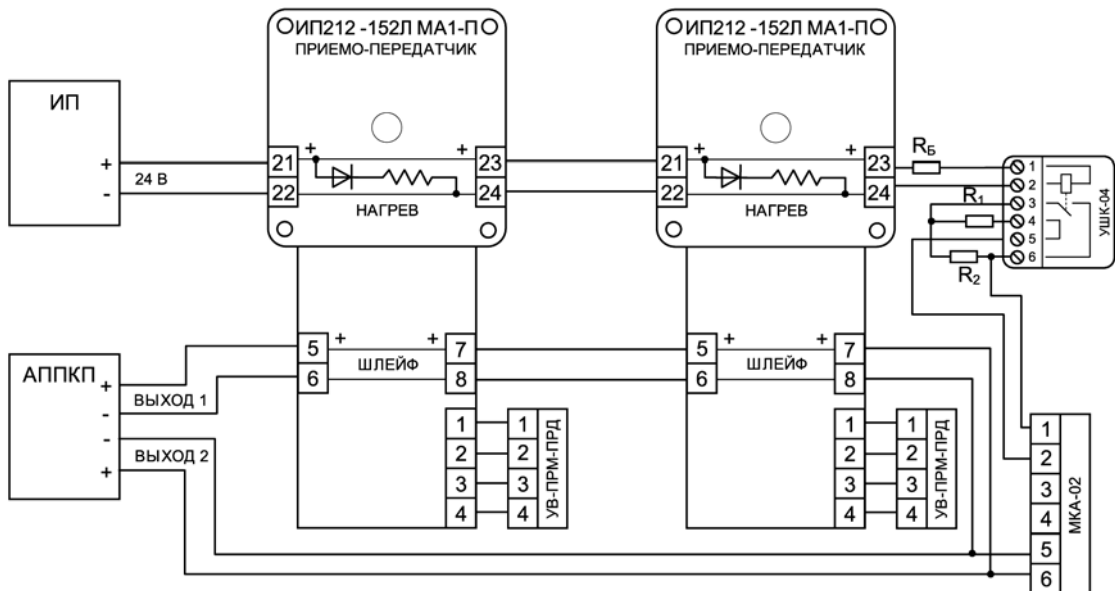 ИП212 -152Л МА1-П
ПРИЕМО-ПЕРЕДАТЧИК
ИП212 -152Л МА1-П
ПРИЕМО-ПЕРЕДАТЧИК
ИП
+
-
24 В
+
+
21
22
23
24
НАГРЕВ
+
+
21
22
23
24
НАГРЕВ
RБ
R1
R2
1
2
3
4
5
6
УШК-04
АППКП
+
-
ВЫХОД 1
-
ВЫХОД 2
+
5
6
+
+
ШЛЕЙФ
7
8
1
2
3
4
1
2
3
4
УВ-ПРМ-ПРД
5
6
+
+
ШЛЕЙФ
7
8
1
2
3
4
1
2
3
4
УВ-ПРМ-ПРД
1
2
3
4
5
6
МКА-02